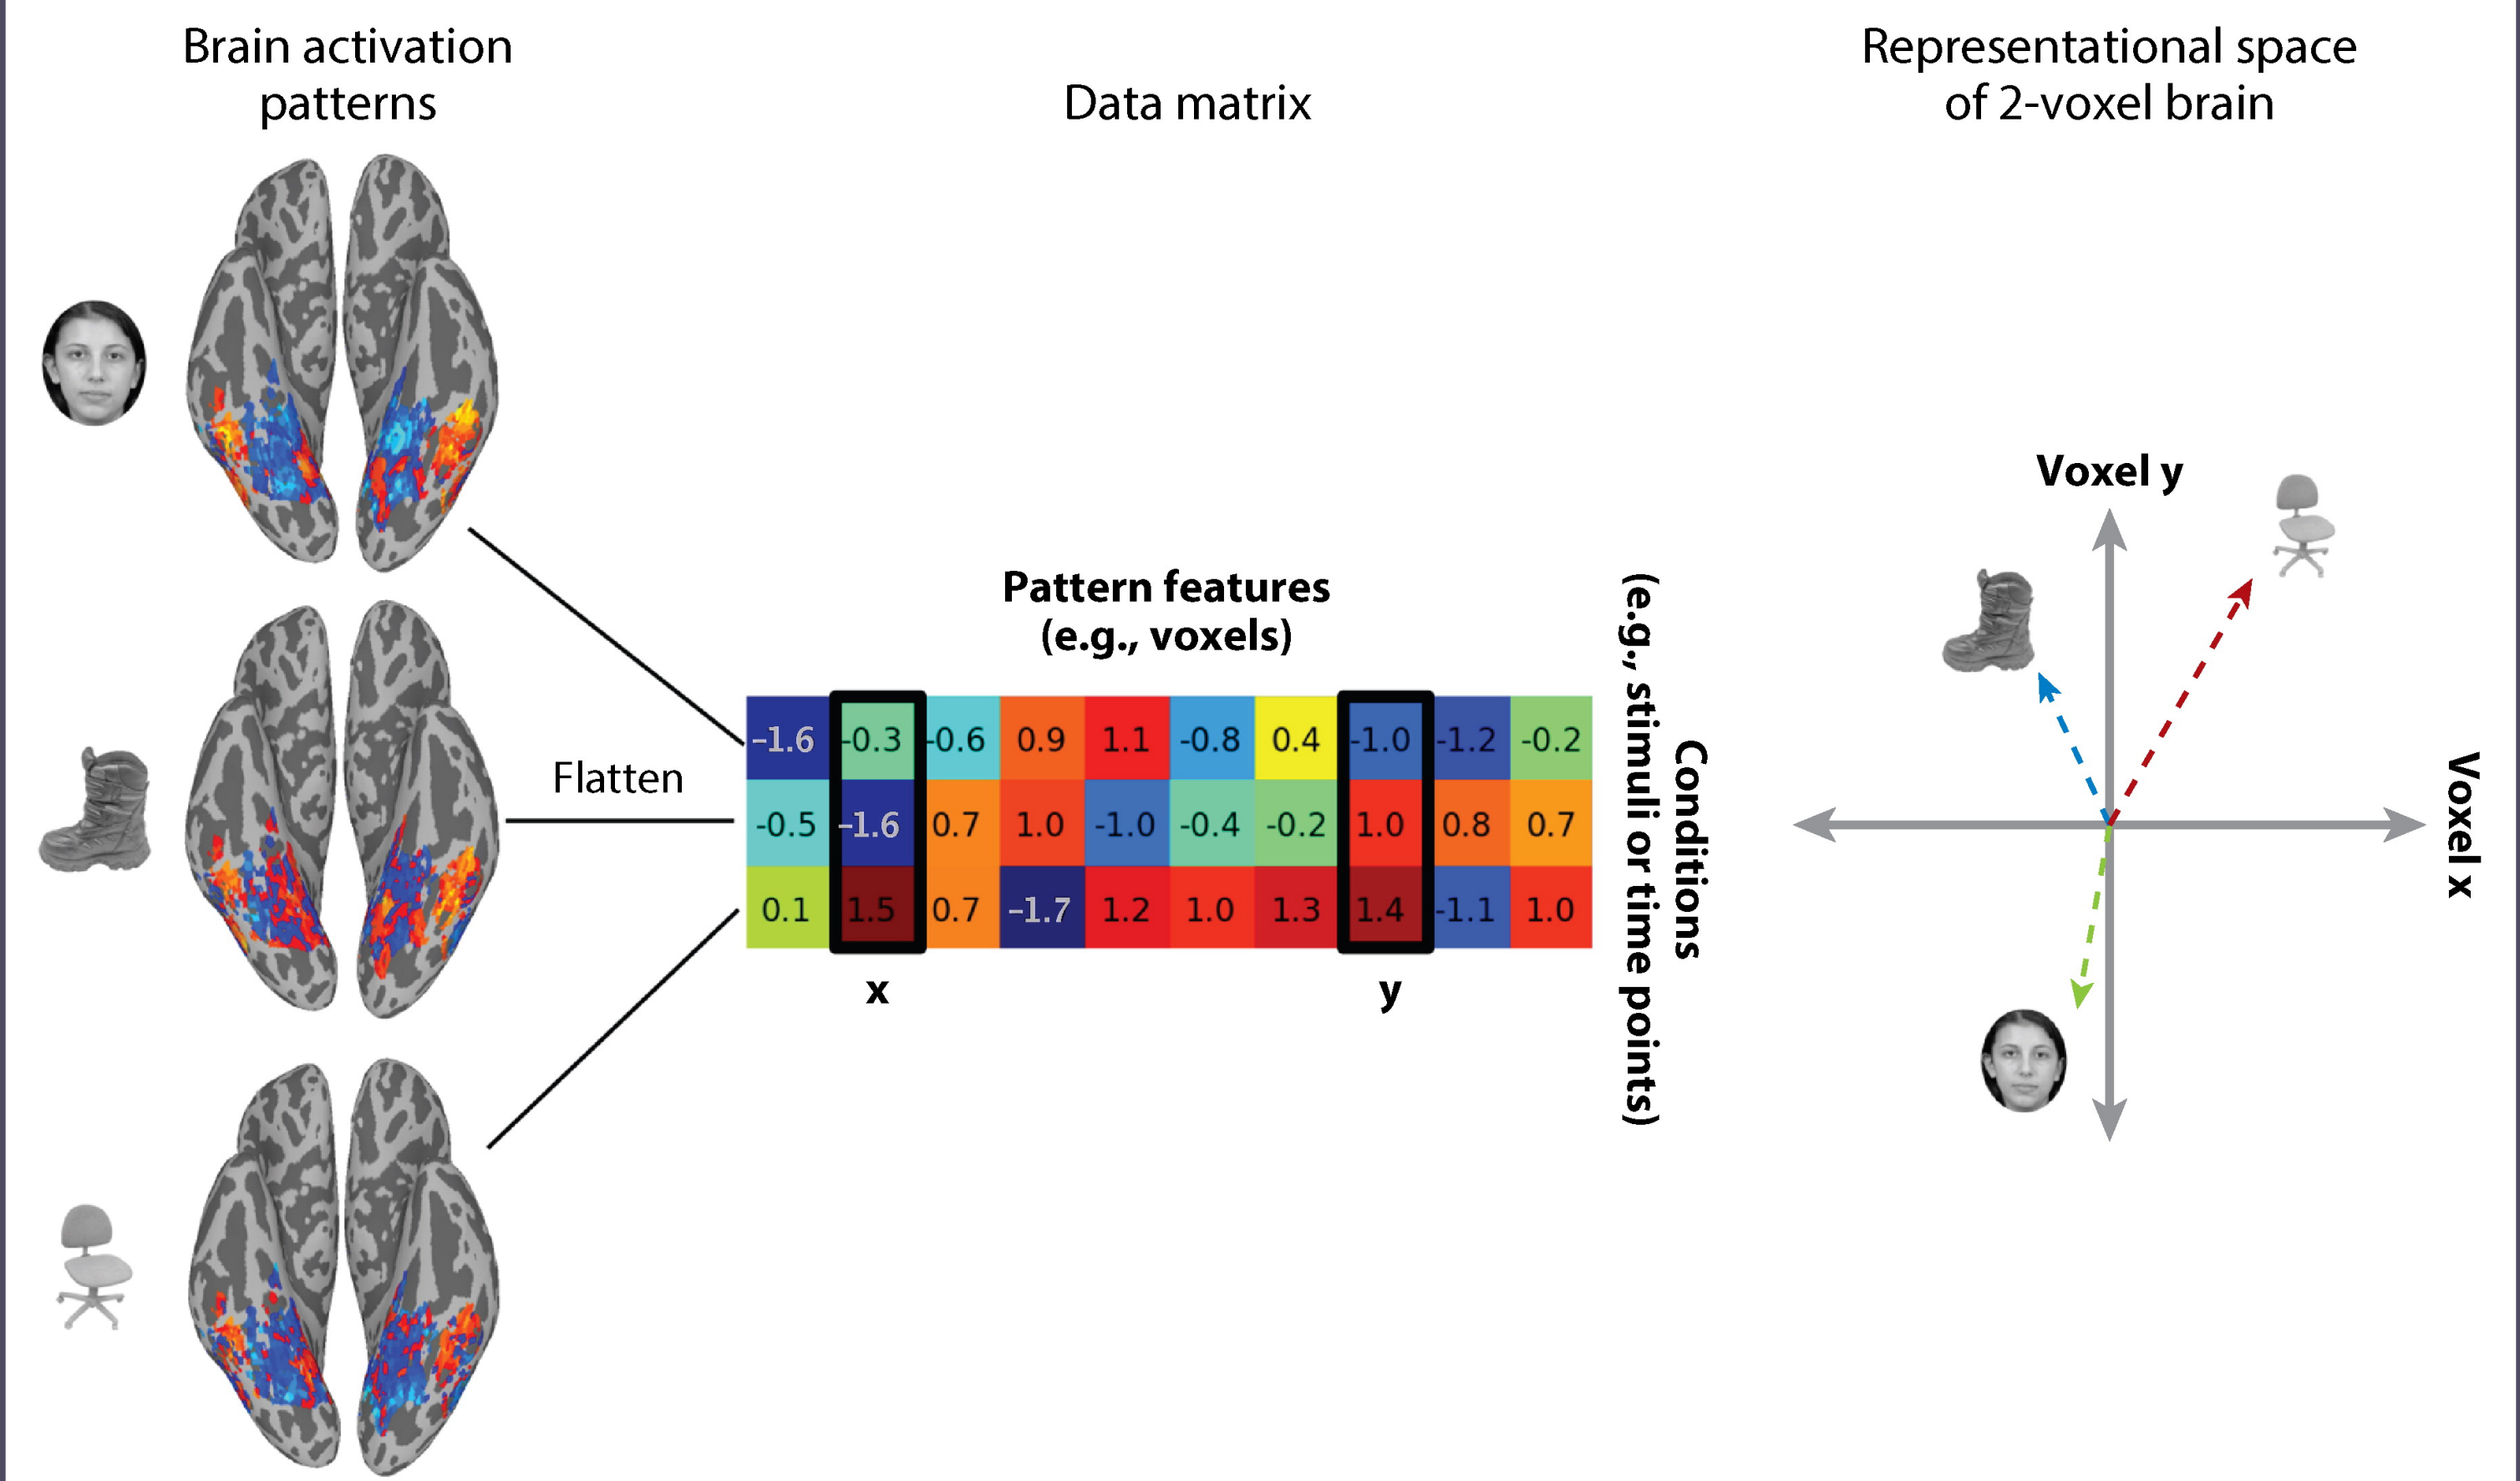 Brain activation
patterns
Data matrix
Representational space
of 2-voxel brain
Flatten
Pattern features
(e.g., voxels)
–1.6 -0.3 -0.6 0.9 1.1 -0.8 0.4 -1.0 -1.2 -0.2
-0.5 –1.6 0.7 1.0 -1.0 -0.4 -0.2 1.0 0.8 0.7
0.1 1.5 0.7 –1.7 1.2 1.0 1.3 1.4 -1.1 1.0
x
y
Conditions
(e.g., stimuli or time points)
Voxel y
Voxel x